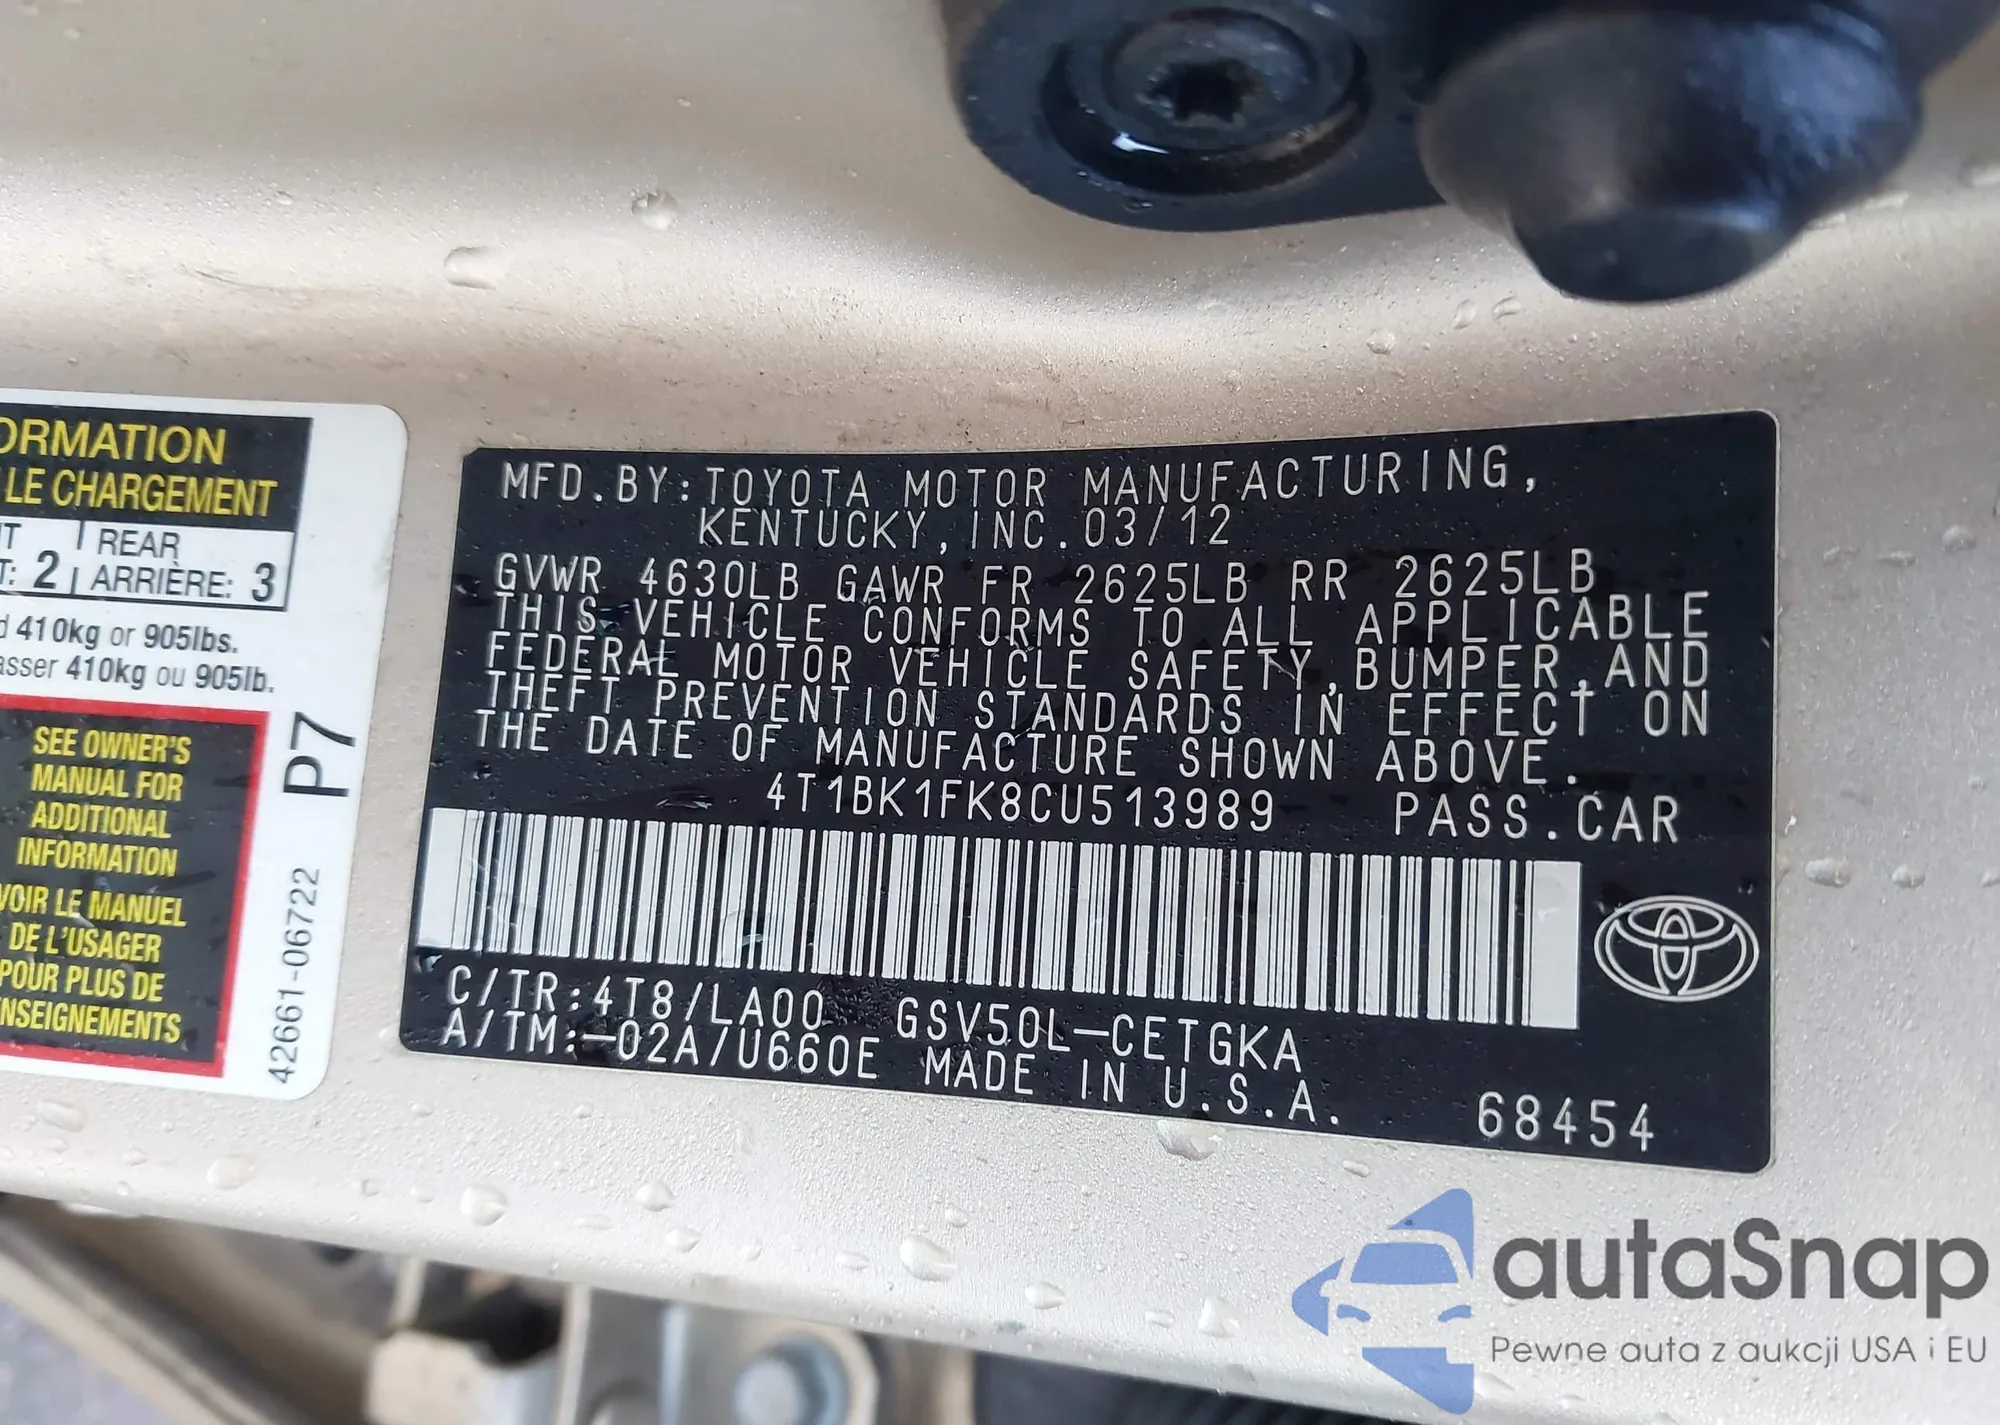 ORMATION
LE CHARGEMENT
REAR
2 ARRIÈRE: 3
410kg or 905lbs.
asser 410kg ou 905lb.
SEE OWNER'S
MANUAL FOR
ADDITIONAL
INFORMATION
VOIR LE MANUEL
DE L'USAGER
POUR PLUS DE
ENSEIGNEMENTS
P7
42661-06722
MFD.BY:TOYOTA MOTOR MANUFACTURING,
KENTUCKY,INC.03/12
GVWR 4630LB GAWR FR 2625LB RR 2625LB
THIS VEHICLE CONFORMS TO ALL APPLICABLE
FEDERAL MOTOR VEHICLE SAFETY,BUMPER,AND
THEFT PREVENTION STANDARDS IN EFFECT ON
THE DATE OF MANUFACTURE SHOWN ABOVE.
4T1BK1FK8CU513989 PASS.CAR
C/TR:4T8/LA00 GSV50L-CETGKA
A/TM:-02A/U660E MADE IN U.S.A.
68454
autaSnap
Pewne auta z aukcji USA i EU